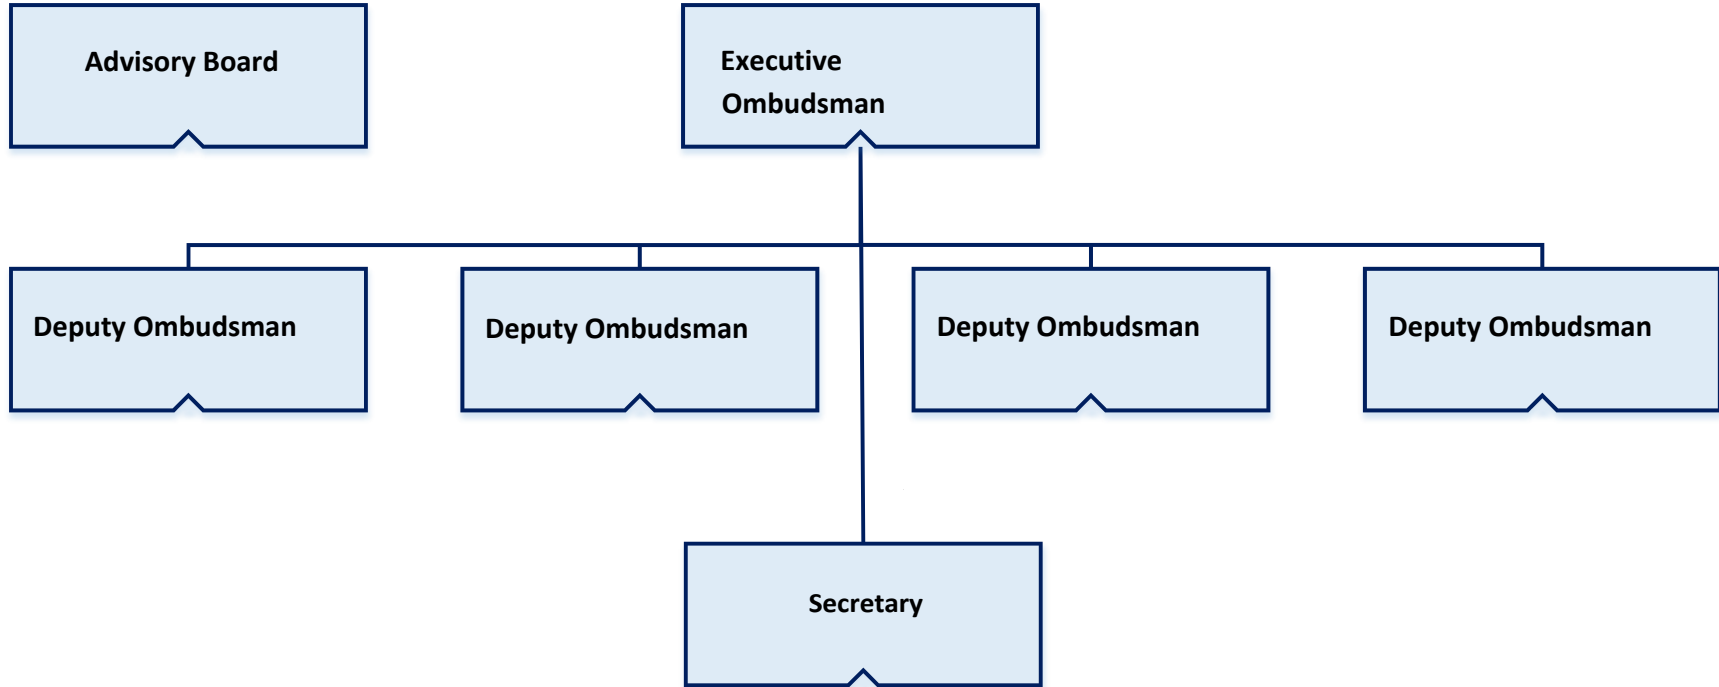 Advisory Board
Executive
Ombudsman
Deputy Ombudsman
Deputy Ombudsman
Deputy Ombudsman
Deputy Ombudsman
Secretary